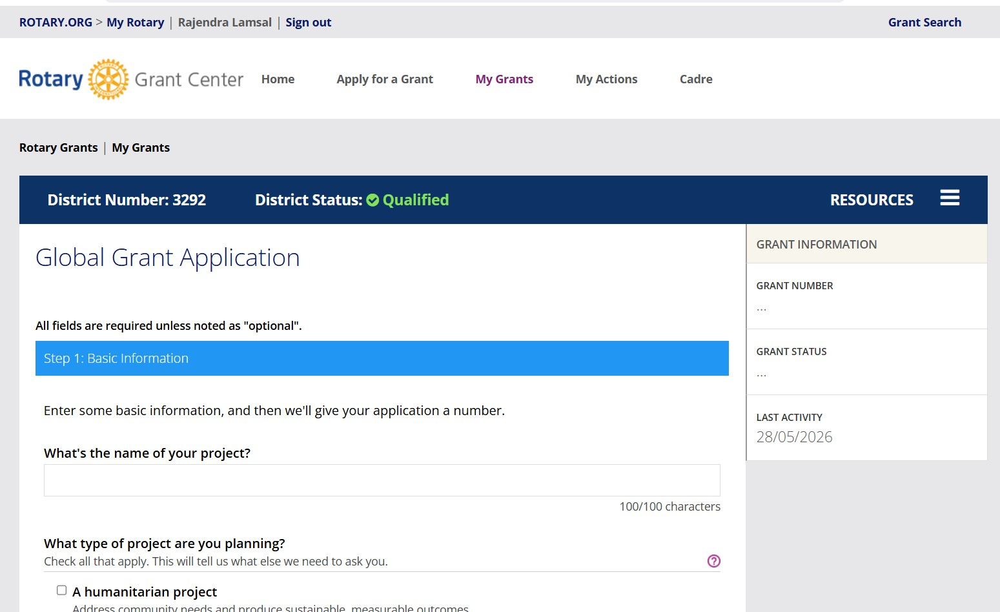 ROTARY.ORG > My Rotary | Rajendra Lamsal | Sign out
Grant Search
Rotary Grant Center
Home
Apply for a Grant
My Grants
My Actions
Cadre
Rotary Grants | My Grants
District Number: 3292
District Status: Qualified
RESOURCES
Global Grant Application
All fields are required unless noted as "optional".
Step 1: Basic Information
Enter some basic information, and then we'll give your application a number.
What's the name of your project?
100/100 characters
What type of project are you planning?
Check all that apply. This will tell us what else we need to ask you.
A humanitarian project
Address community needs and produce sustainable, measurable outcomes
GRANT INFORMATION
GRANT NUMBER
...
GRANT STATUS
...
LAST ACTIVITY
28/05/2026